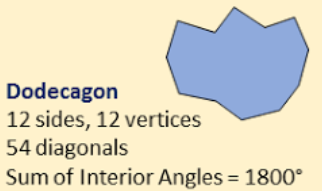 Dodecagon
12 sides, 12 vertices
54 diagonals
Sum of Interior Angles = 1800°